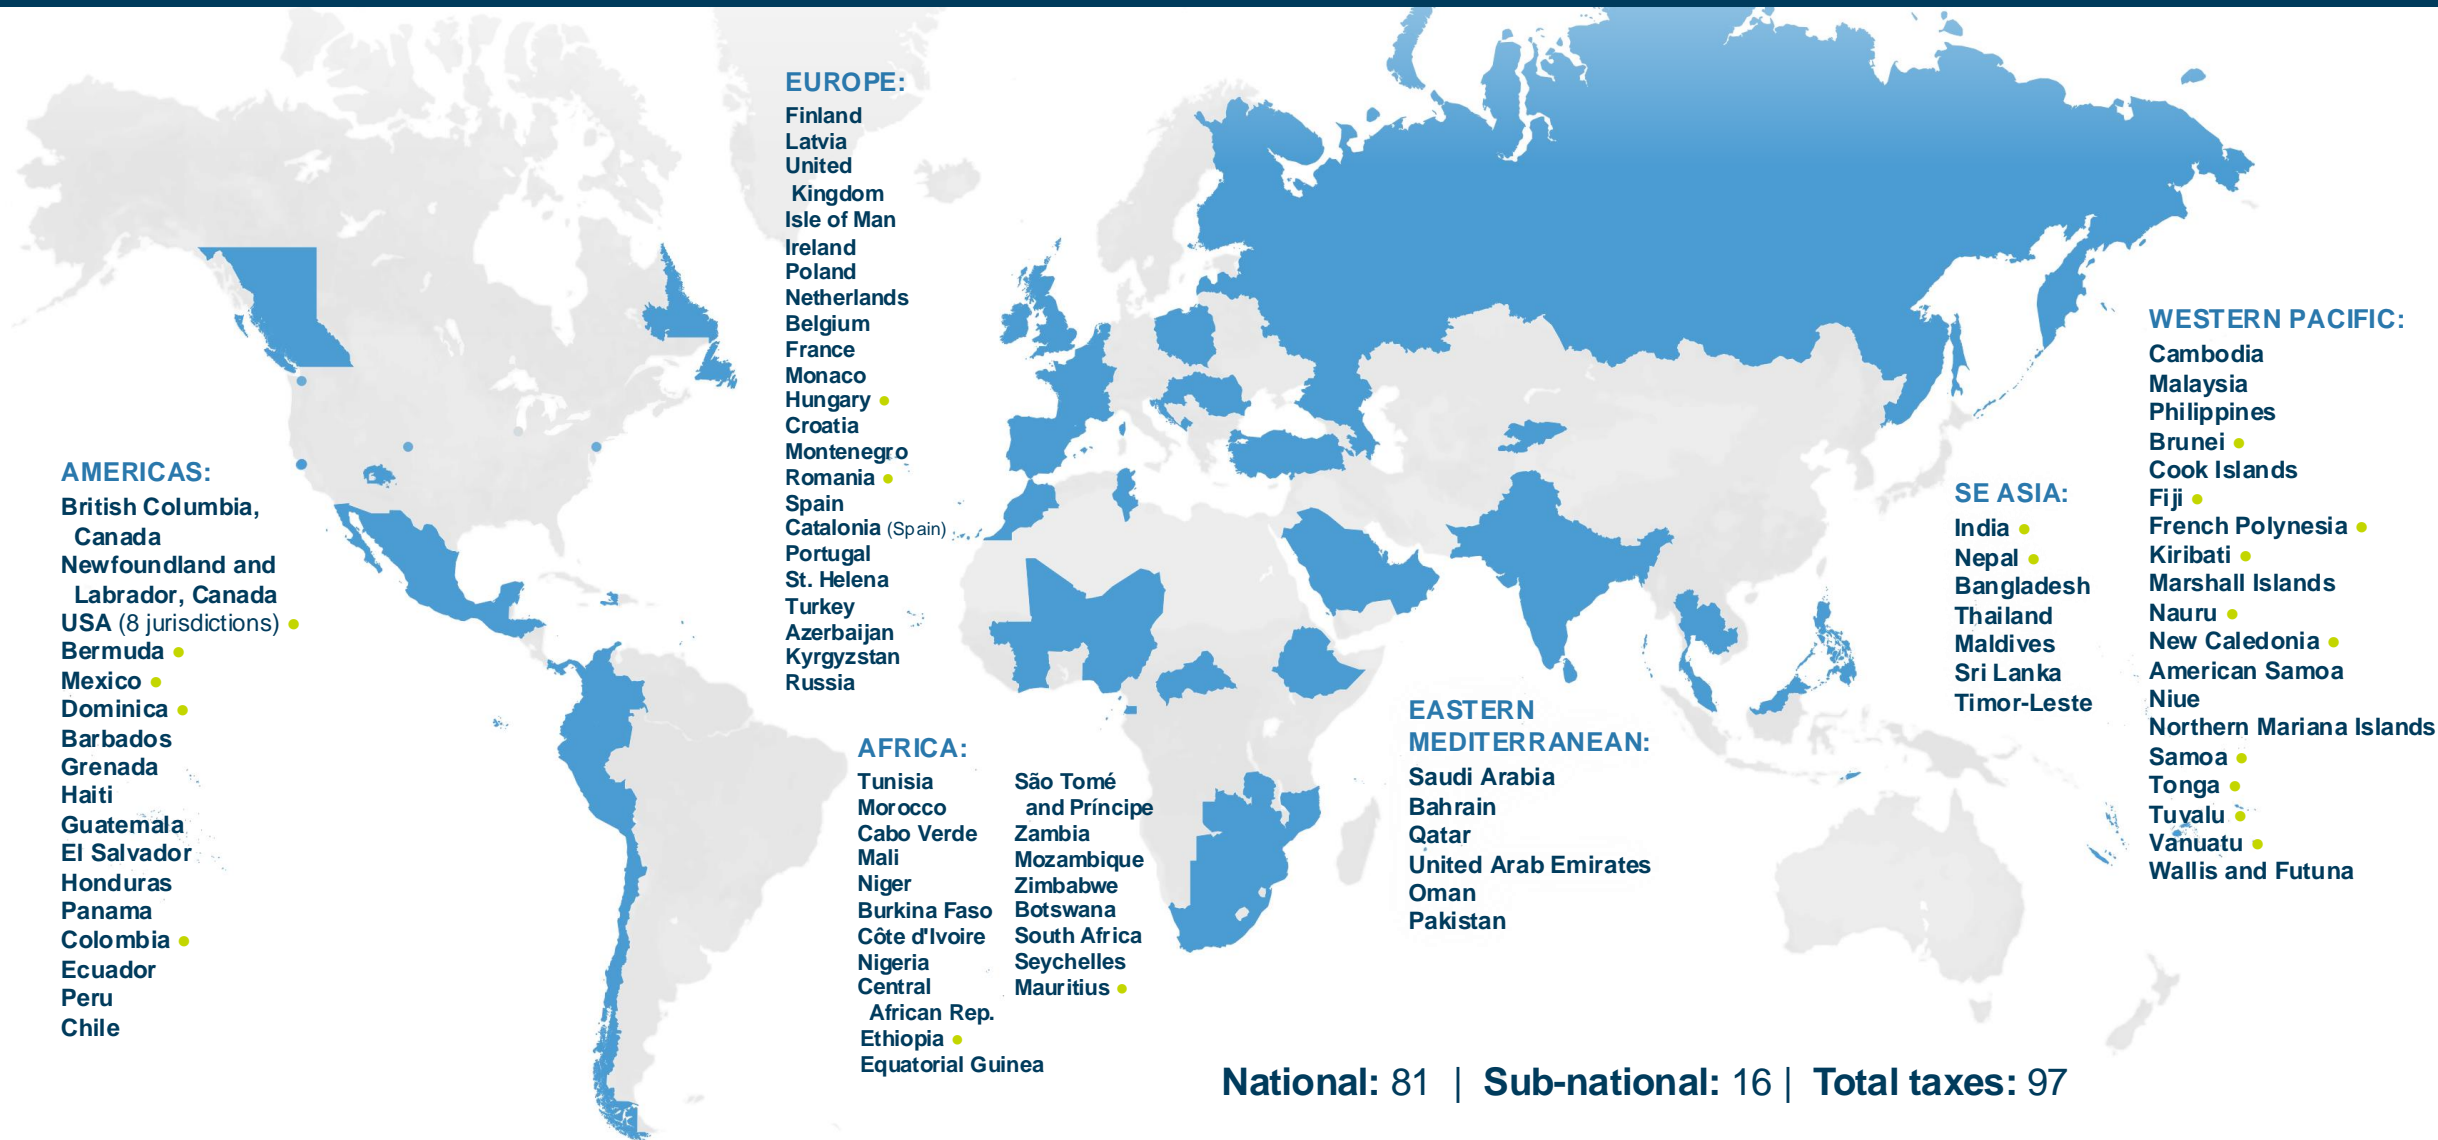 EUROPE:
Finland
Latvia
United
Kingdom
Isle of Man
Ireland
Poland
Netherlands
Belgium
France
Monaco
Hungary ●
Croatia
Montenegro
Romania ●
Spain
Catalonia (Spain)
Portugal
St. Helena
Turkey
Azerbaijan
Kyrgyzstan
Russia
AMERICAS:
British Columbia,
Canada
Newfoundland and
Labrador, Canada
USA (8 jurisdictions) ●
Bermuda ●
Mexico ●
Dominica ●
Barbados
Grenada
Haiti
Guatemala
El Salvador
Honduras
Panama
Colombia ●
Ecuador
Peru
Chile
AFRICA:
Tunisia
Morocco
Cabo Verde
Mali
Niger
Burkina Faso
Côte d'Ivoire
Nigeria
Central
African Rep.
Ethiopia ●
Equatorial Guinea
São Tomé
and Príncipe
Zambia
Mozambique
Zimbabwe
Botswana
South Africa
Seychelles
Mauritius ●
EASTERN
MEDITERRANEAN:
Saudi Arabia
Bahrain
Qatar
United Arab Emirates
Oman
Pakistan
SE ASIA:
India ●
Nepal ●
Bangladesh
Thailand
Maldives
Sri Lanka
Timor-Leste
WESTERN PACIFIC:
Cambodia
Malaysia
Philippines
Brunei ●
Cook Islands
Fiji ●
French Polynesia ●
Kiribati ●
Marshall Islands
Nauru ●
New Caledonia ●
American Samoa
Niue
Northern Mariana Islands
Samoa ●
Tonga ●
Tuvalu ●
Vanuatu ●
Wallis and Futuna
National: 81 | Sub-national: 16 | Total taxes: 97